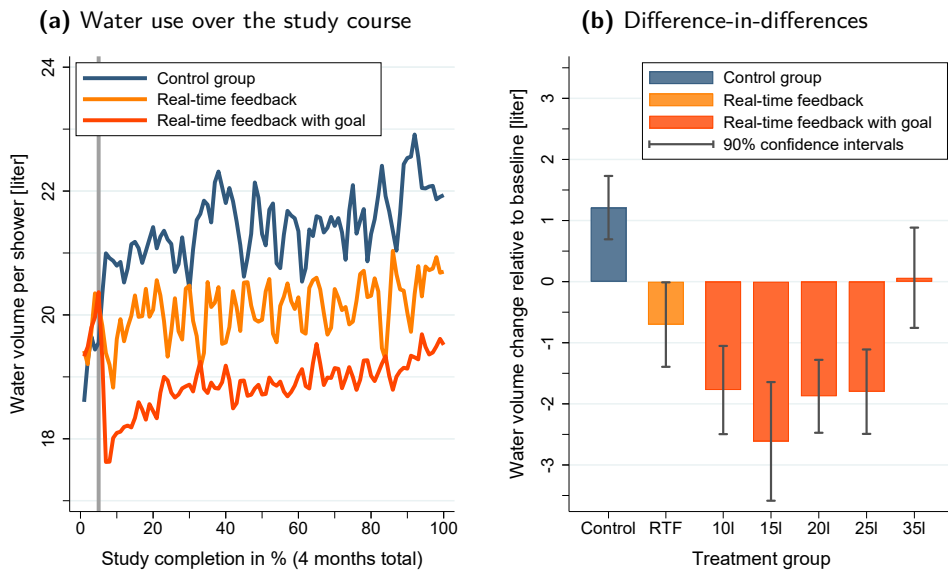 (a) Water use over the study course
24
22
20
18
Water volume per shower [liter]
Control group
Real-time feedback
Real-time feedback with goal
0 20 40 60 80 100
Study completion in % (4 months total)
(b) Difference-in-differences
3
2
1
0
-1
-2
-3
Water volume change relative to baseline [liter]
Control group
Real-time feedback
Real-time feedback with goal
90% confidence intervals
Control RTF 10l 15l 20l 25l 35l
Treatment group